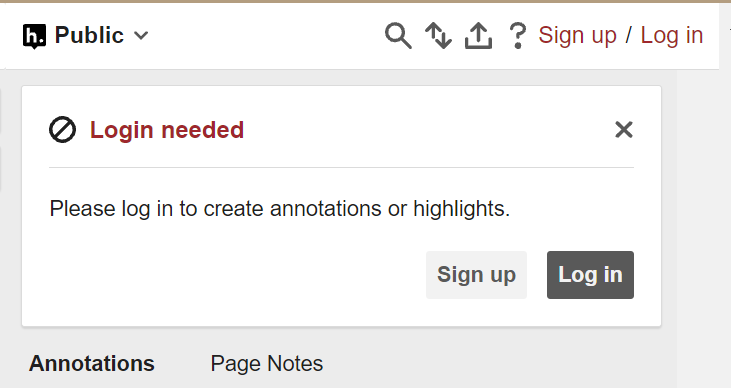 h. Public ? Sign up / Log in
Login needed
Please log in to create annotations or highlights.
Sign up Log in
Annotations Page Notes